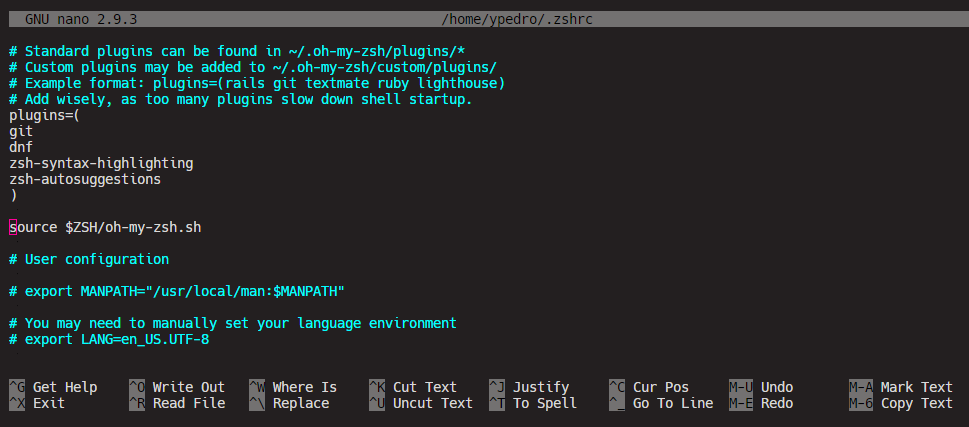 GNU nano 2.9.3 /home/ypedro/.zshrc
# Standard plugins can be found in ~/.oh-my-zsh/plugins/*
# Custom plugins may be added to ~/.oh-my-zsh/custom/plugins/
# Example format: plugins=(rails git textmate ruby lighthouse)
# Add wisely, as too many plugins slow down shell startup.
plugins=(
git
dnf
zsh-syntax-highlighting
zsh-autosuggestions
)
source $ZSH/oh-my-zsh.sh
# User configuration
# export MANPATH="/usr/local/man:$MANPATH"
# You may need to manually set your language environment
# export LANG=en_US.UTF-8
^G Get Help ^O Write Out ^W Where Is ^K Cut Text ^J Justify ^C Cur Pos M-U Undo M-A Mark Text
^X Exit ^R Read File ^\ Replace ^U Uncut Text ^T To Spell ^_ Go To Line M-E Redo M-6 Copy Text